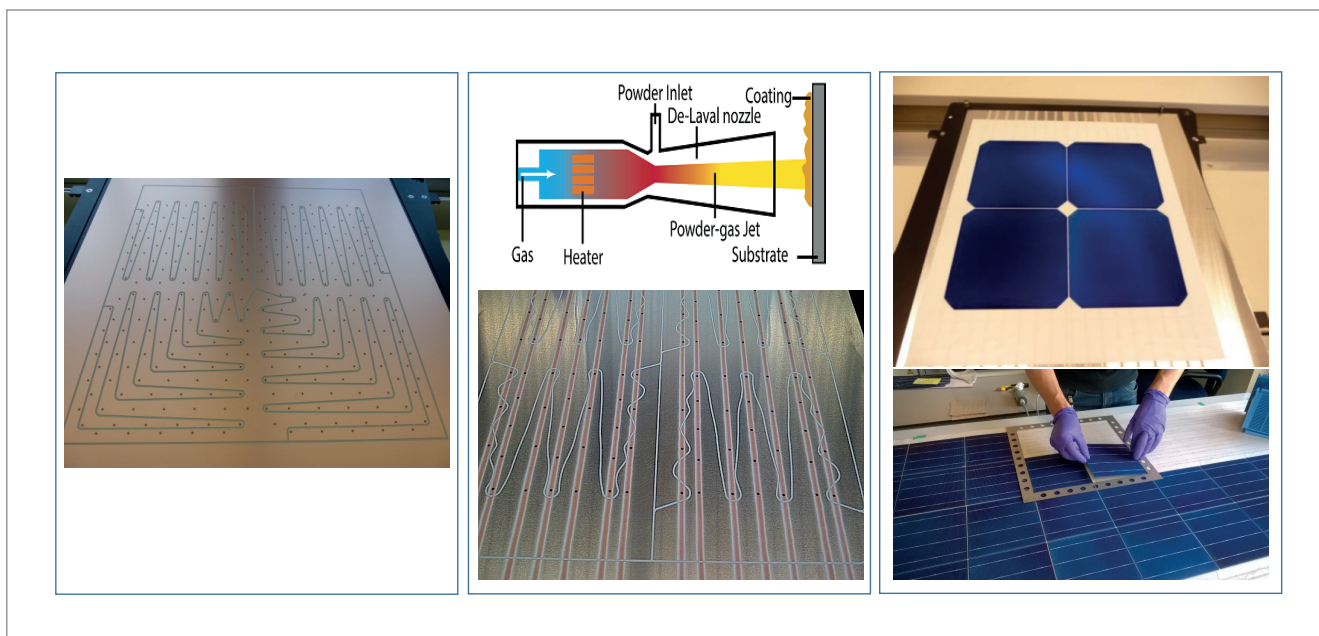 Powder Inlet
Coating
De-Laval nozzle
Powder-gas Jet
Gas
Heater
Substrate